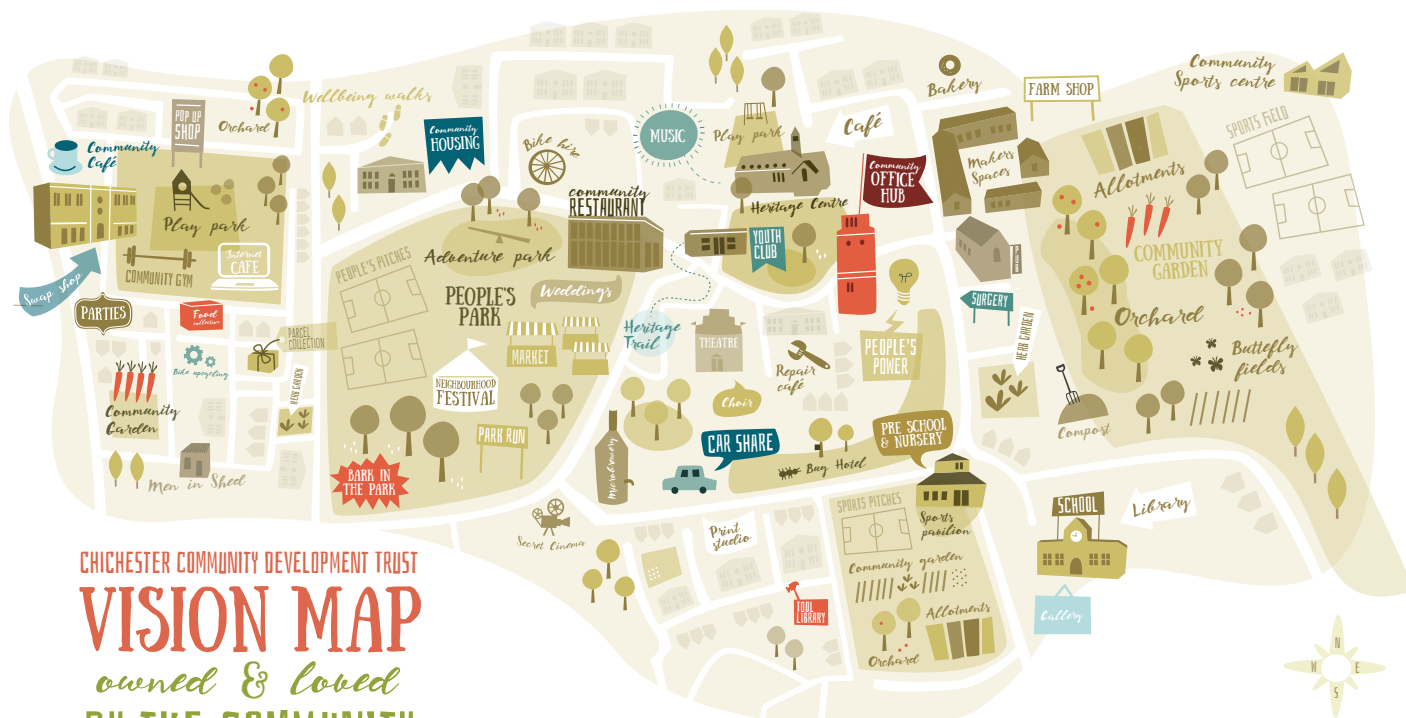 Community
Sports centre
Bakery
FARM SHOP
Wellbeing walks
POP UP
SHOP
Orchard
Community
Café
Community
HOUSING
Bike hire
MUSIC
Play park
Café
Makers
Spaces
SPORTS FIELD
Allotments
Community
OFFICE
HUB
community
RESTAURANT
Heritage Centre
Play park
Internet
CAFÉ
COMMUNITY GYM
Swap shop
PARTIES
Food
collection
PEOPLE'S PITCHES
Adventure park
YOUTH
CLUB
COMMUNITY
GARDEN
PEOPLE'S
PARK
Weddings
SURGERY
Orchard
HERB GARDEN
Heritage
Trail
THEATRE
MARKET
PARCEL
COLLECTION
Bike upcycling
HERB GARDEN
NEIGHBOURHOOD
FESTIVAL
Repair
café
PEOPLE'S
POWER
Butterfly
fields
Community
Garden
Choir
Compost
PARK RUN
CAR SHARE
PRE SCHOOL
& NURSERY
Microbrewery
Bug Hotel
Men in Shed
BARK IN
THE PARK
Secret Cinema
Print
studio
SPORTS PITCHES
Sports
pavilion
SCHOOL
Library
Community garden
TOOL
LIBRARY
Allotments
Orchard
Gallery
CHICHESTER COMMUNITY DEVELOPMENT TRUST
VISION MAP
owned & loved
BY THE COMMUNITY
N
W E
S